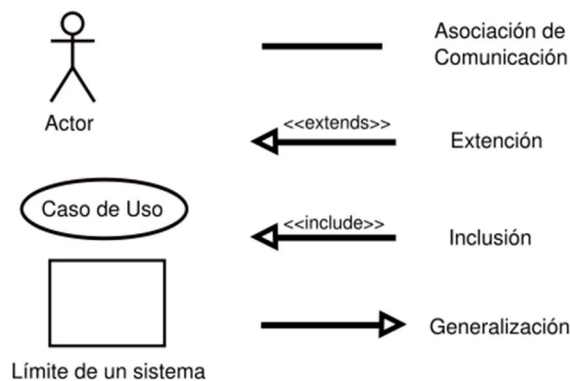 Actor
Caso de Uso
Límite de un sistema
Asociación de
Comunicación
<<extends>>
Extención
<<include>>
Inclusión
Generalización